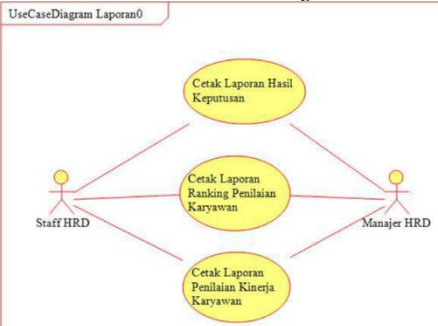 UseCaseDiagram Laporan0
Cetak Laporan Hasil
Keputusan
Cetak Laporan
Ranking Penilaian
Karyawan
Staff HRD
Manajer HRD
Cetak Laporan
Penilaian Kinerja
Karyawan